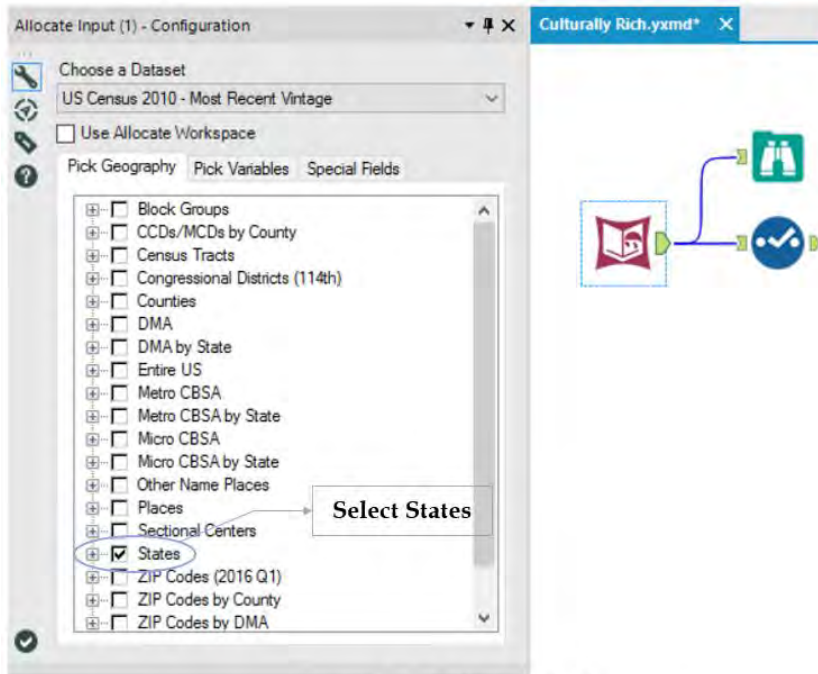 Allocate Input (1) - Configuration
Culturally Rich.yxmd*
Choose a Dataset
US Census 2010 - Most Recent Vintage
Use Allocate Workspace
Pick Geography Pick Variables Special Fields
Block Groups
CCDs/MCDs by County
Census Tracts
Congressional Districts (114th)
Counties
DMA
DMA by State
Entire US
Metro CBSA
Metro CBSA by State
Micro CBSA
Micro CBSA by State
Other Name Places
Places
Select States
Sectional Centers
States
ZIP Codes (2016 Q1)
ZIP Codes by County
ZIP Codes by DMA